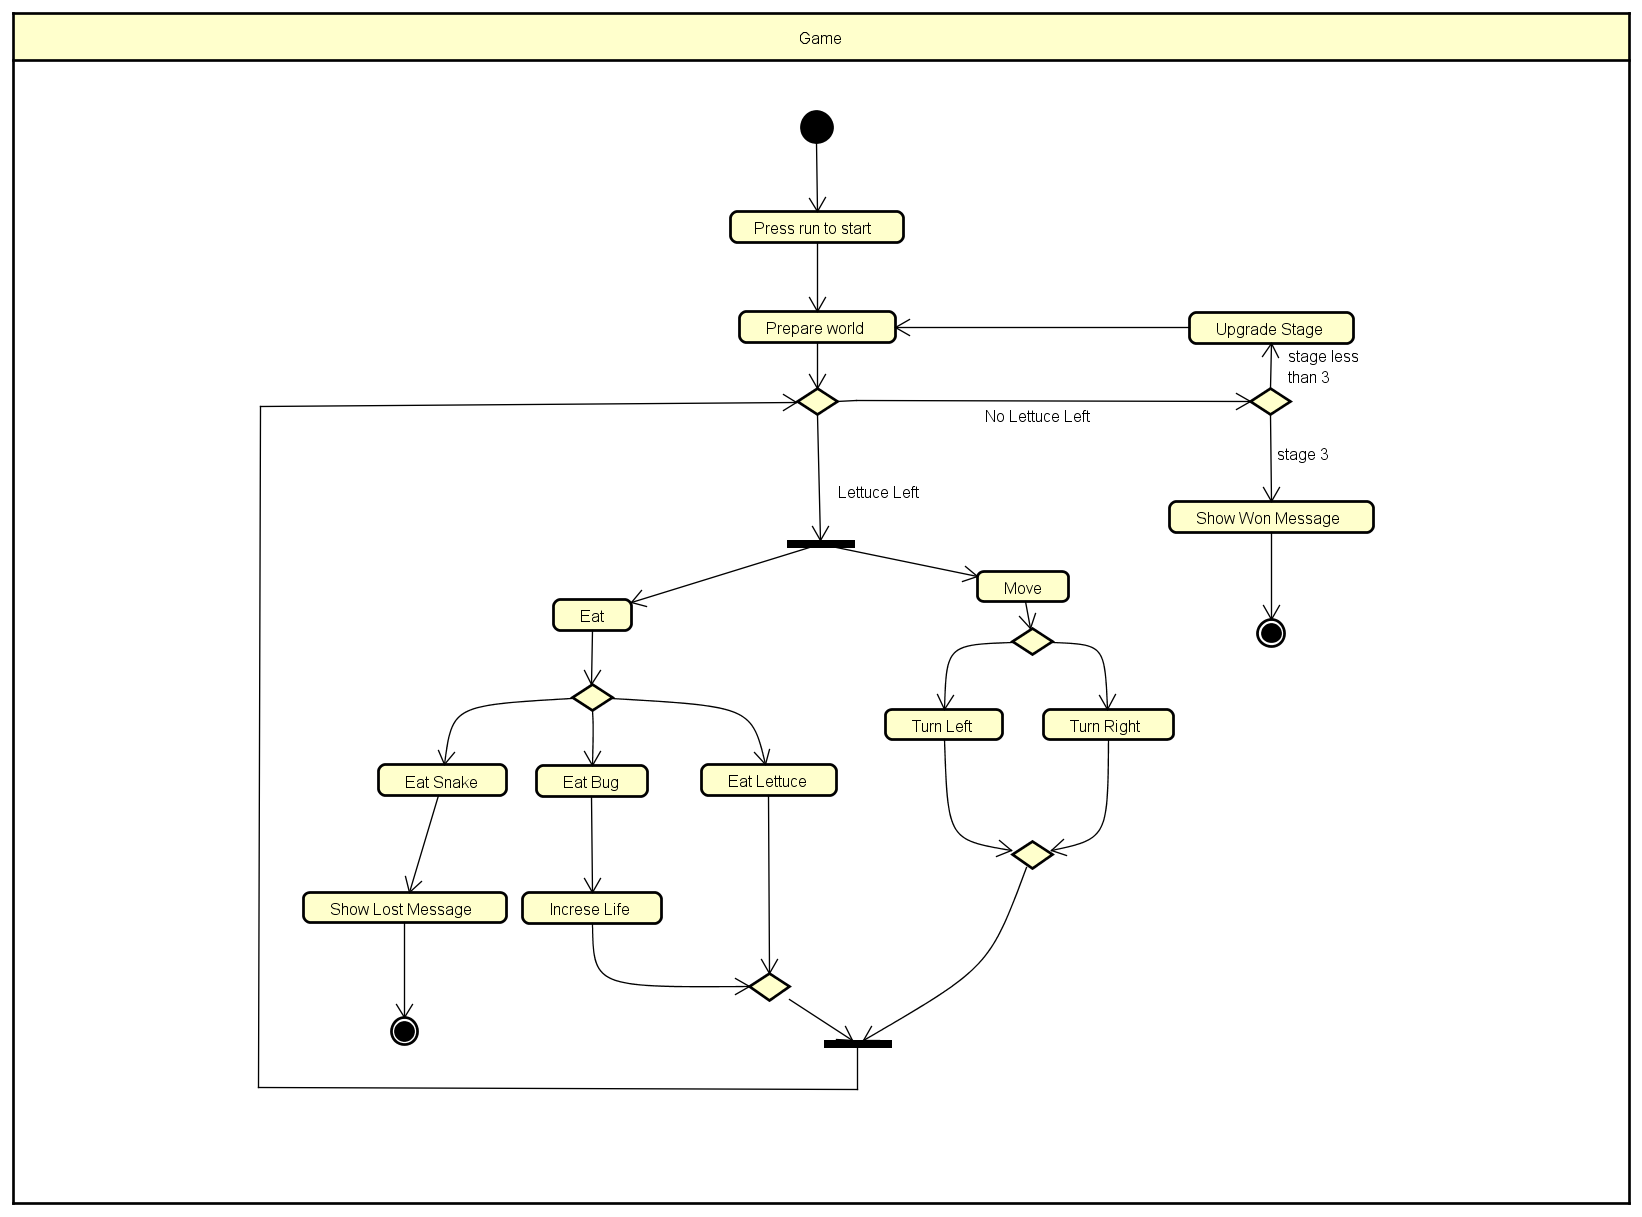 Game
Press run to start
Prepare world
Upgrade Stage
stage less
than 3
No Lettuce Left
stage 3
Lettuce Left
Show Won Message
Move
Eat
Turn Left
Turn Right
Eat Snake
Eat Bug
Eat Lettuce
Show Lost Message
Increse Life